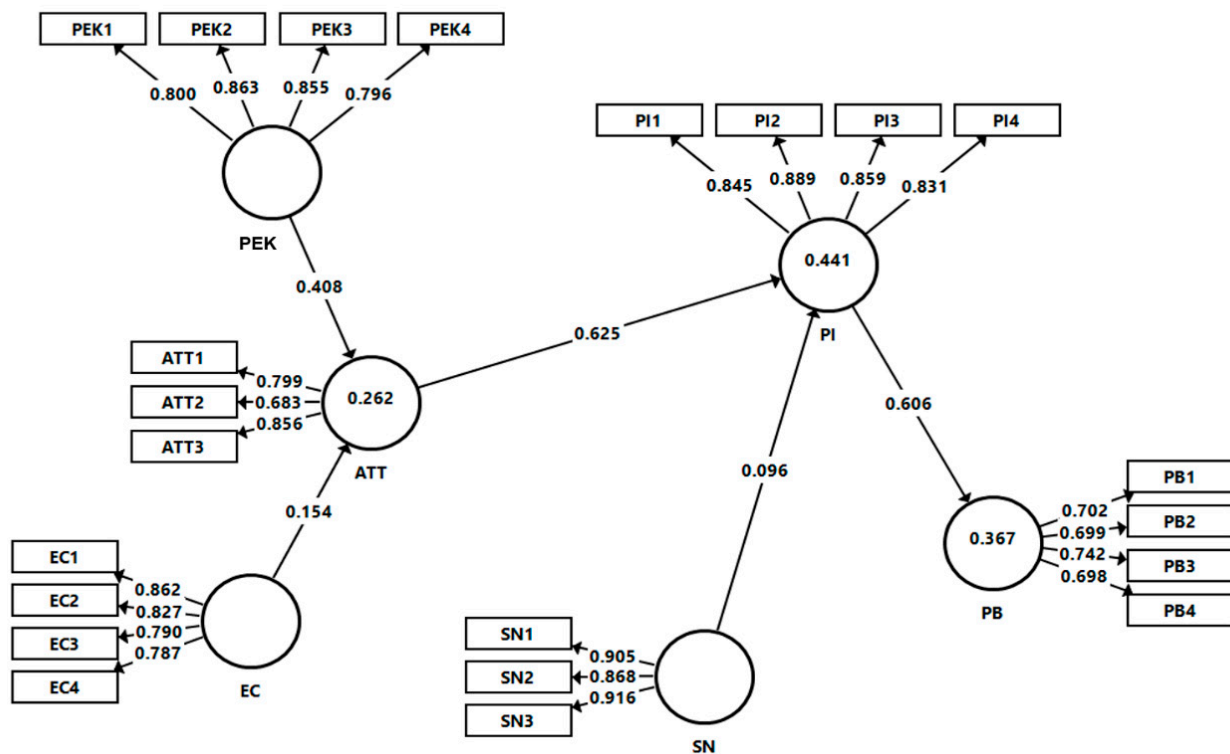 PEK1 PEK2 PEK3 PEK4
0.800 0.863 0.855 0.796
PEK
PI1 PI2 PI3 PI4
0.845 0.889 0.859 0.831
0.441
PI
0.408
0.625
ATT1
ATT2
ATT3
0.799
0.683
0.856
0.262
ATT
0.154
0.096
0.606
EC1
EC2
EC3
EC4
0.862
0.827
0.790
0.787
EC
SN1
SN2
SN3
0.905
0.868
0.916
SN
0.367
PB
0.702
0.699
0.742
0.698
PB1
PB2
PB3
PB4